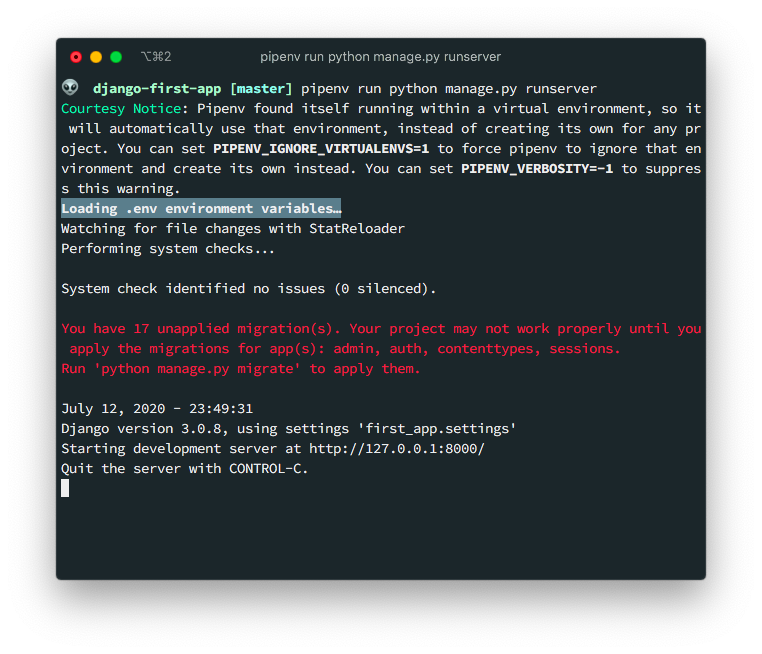 ⌥⌘2 pipenv run python manage.py runserver
django-first-app [master] pipenv run python manage.py runserver
Courtesy Notice: Pipenv found itself running within a virtual environment, so it
will automatically use that environment, instead of creating its own for any pr
oject. You can set PIPENV_IGNORE_VIRTUALENVS=1 to force pipenv to ignore that en
vironment and create its own instead. You can set PIPENV_VERBOSITY=-1 to suppres
s this warning.
Loading .env environment variables…
Watching for file changes with StatReloader
Performing system checks...
System check identified no issues (0 silenced).
You have 17 unapplied migration(s). Your project may not work properly until you
apply the migrations for app(s): admin, auth, contenttypes, sessions.
Run 'python manage.py migrate' to apply them.
July 12, 2020 - 23:49:31
Django version 3.0.8, using settings 'first_app.settings'
Starting development server at http://127.0.0.1:8000/
Quit the server with CONTROL-C.